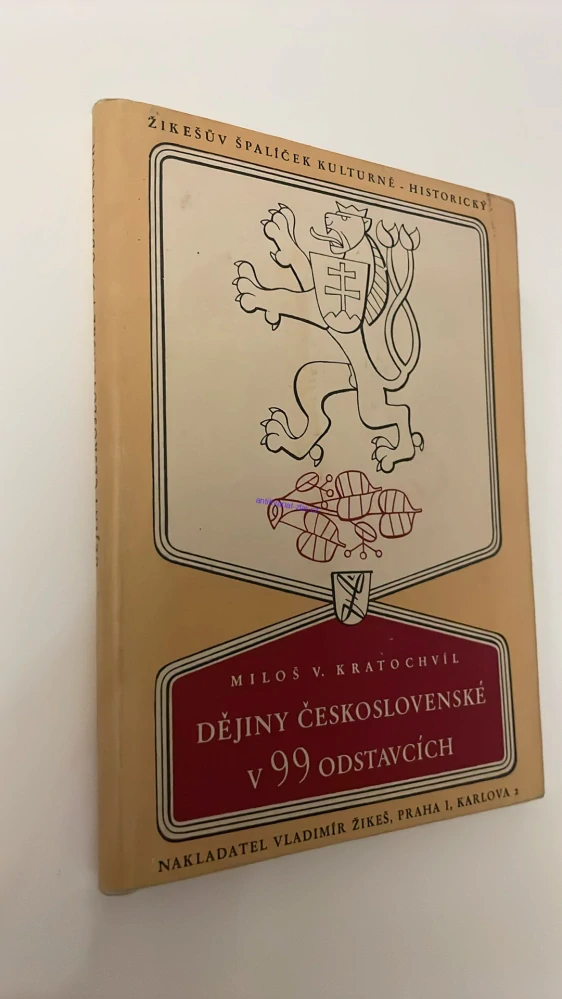 ŽIKEŠŮV ŠPALÍČEK KULTURNĚ - HISTORICKÝ
MILOŠ V. KRATOCHVÍL
DĚJINY ČESKOSLOVENSKÉ
V 99 ODSTAVCÍCH
NAKLADATEL VLADIMÍR ŽIKEŠ, PRAHA I, KARLOVA 2